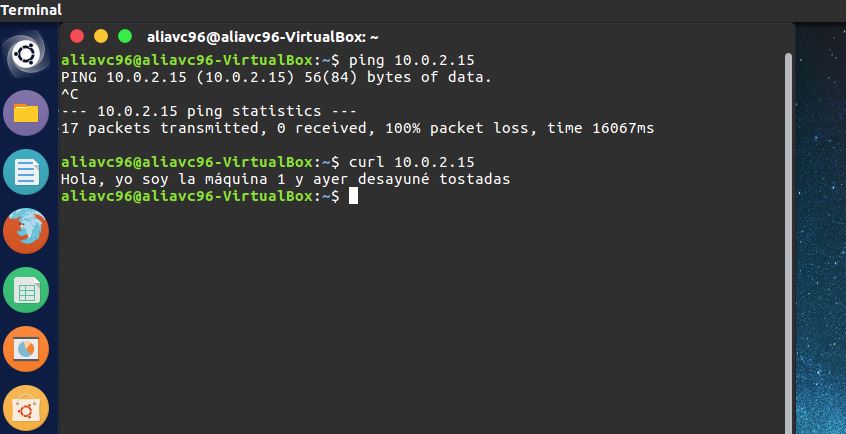 Terminal
aliavc96@aliavc96-VirtualBox: ~
aliavc96@aliavc96-VirtualBox:~$ ping 10.0.2.15
PING 10.0.2.15 (10.0.2.15) 56(84) bytes of data.
^C
--- 10.0.2.15 ping statistics ---
17 packets transmitted, 0 received, 100% packet loss, time 16067ms
aliavc96@aliavc96-VirtualBox:~$ curl 10.0.2.15
Hola, yo soy la máquina 1 y ayer desayuné tostadas
aliavc96@aliavc96-VirtualBox:~$